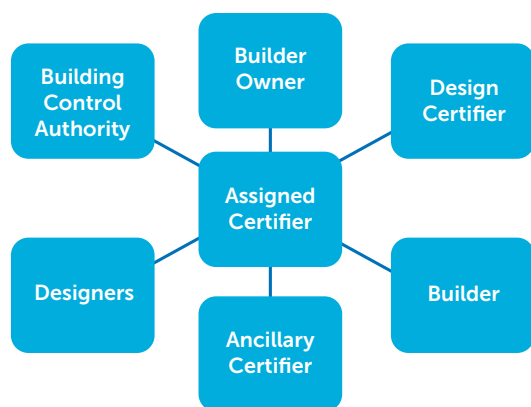 Building
Control
Authority
Builder
Owner
Design
Certifier
Assigned
Certifier
Designers
Ancillary
Certifier
Builder